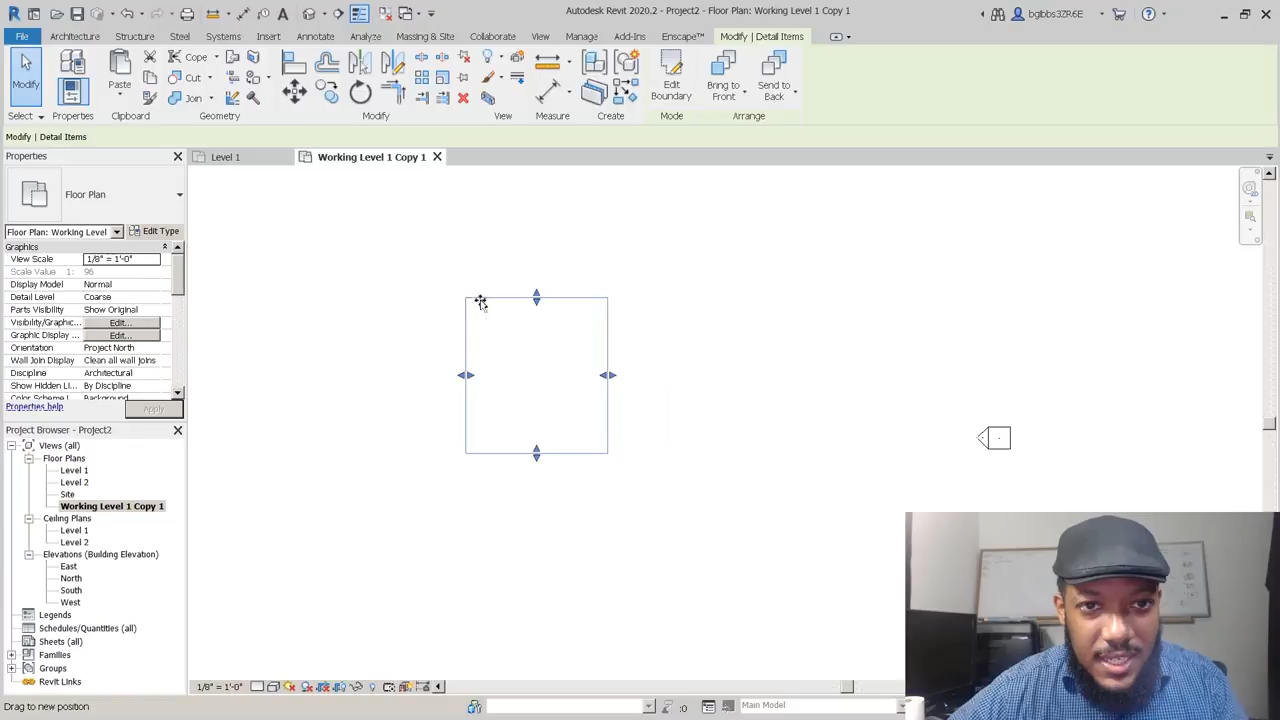 Autodesk Revit 2020.2 - Project2 - Floor Plan: Working Level 1 Copy 1
bgibbs3ZR6E
File Architecture Structure Steel Systems Insert Annotate Analyze Massing & Site Collaborate View Manage Add-Ins Enscape™ Modify | Detail Items
Modify
Paste
Cope
Cut
Join
Edit Boundary
Bring to Front
Send to Back
Select Properties Clipboard Geometry Modify View Measure Create Mode Arrange
Modify | Detail Items
Properties
Level 1
Working Level 1 Copy 1
Floor Plan
Floor Plan: Working Level
Edit Type
Graphics
View Scale 1/8" = 1'-0"
Scale Value 1: 96
Display Model Normal
Detail Level Coarse
Parts Visibility Show Original
Visibility/Graphic... Edit...
Graphic Display ... Edit...
Orientation Project North
Wall Join Display Clean all wall joins
Discipline Architectural
Show Hidden Li... By Discipline
Color Scheme L... Background
Properties help
Apply
Project Browser - Project2
Views (all)
Floor Plans
Level 1
Level 2
Site
Working Level 1 Copy 1
Ceiling Plans
Level 1
Level 2
Elevations (Building Elevation)
East
North
South
West
Legends
Schedules/Quantities (all)
Sheets (all)
Families
Groups
Revit Links
1/8" = 1'-0"
Drag to new position
:0
Main Model